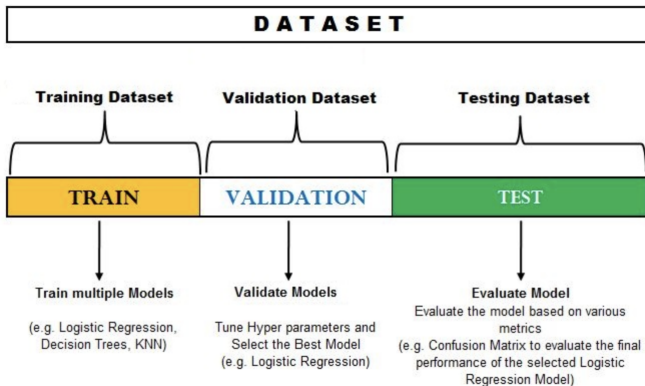 DATASET
Training Dataset
Validation Dataset
Testing Dataset
TRAIN
VALIDATION
TEST
Train multiple Models
(e.g. Logistic Regression,
Decision Trees, KNN)
Validate Models
Tune Hyper parameters and
Select the Best Model
(e.g. Logistic Regression)
Evaluate Model
Evaluate the model based on various
metrics
(e.g. Confusion Matrix to evaluate the final
performance of the selected Logistic
Regression Model)